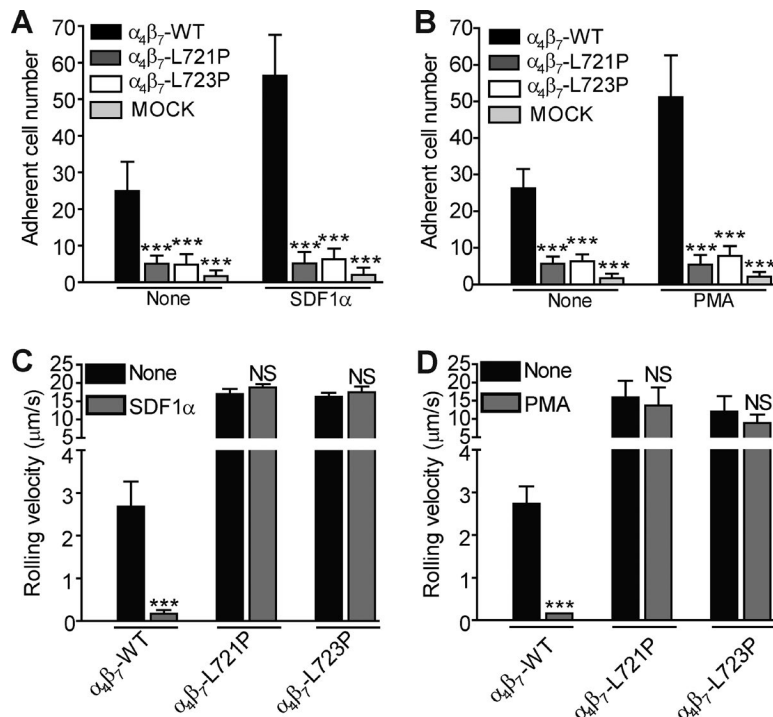 A
α4β7-WT
α4β7-L721P
α4β7-L723P
MOCK
Adherent cell number
70
60
50
40
30
20
10
0
*** *** ***
*** *** ***
None
SDF1α
B
α4β7-WT
α4β7-L721P
α4β7-L723P
MOCK
Adherent cell number
70
60
50
40
30
20
10
0
*** *** ***
*** *** ***
None
PMA
C
None
SDF1α
Rolling velocity (μm/s)
25
20
15
10
5
4
3
2
1
0
***
NS
NS
α4β7-WT
α4β7-L721P
α4β7-L723P
D
None
PMA
Rolling velocity (μm/s)
25
20
15
10
5
4
3
2
1
0
***
NS
NS
α4β7-WT
α4β7-L721P
α4β7-L723P